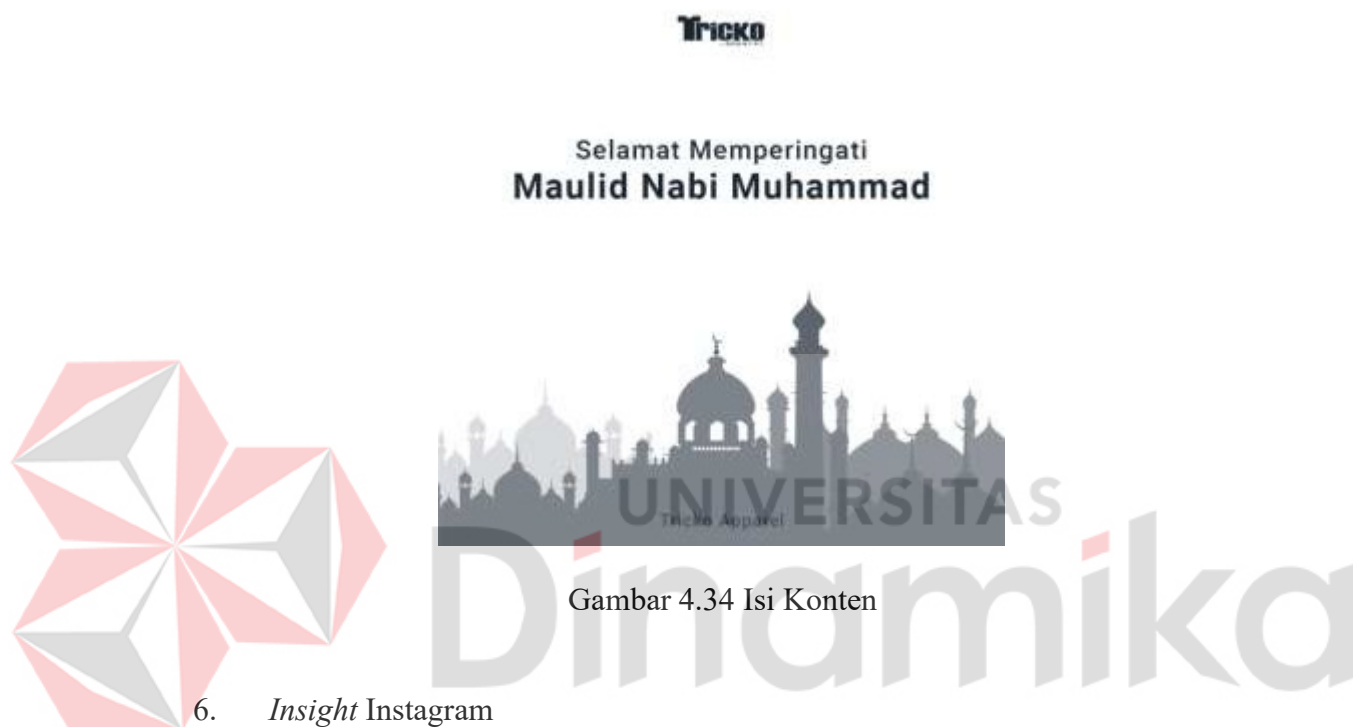 Tricko
Selamat Memperingati
Maulid Nabi Muhammad
Tricko Apparel
UNIVERSITAS
Dinamika
Gambar 4.34 Isi Konten
6. Insight Instagram